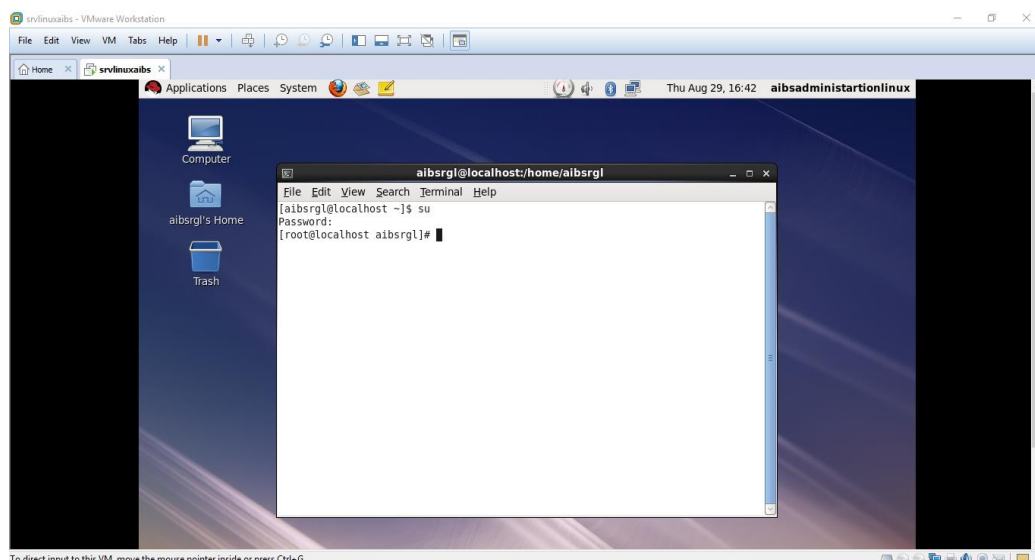 srvlinuxaibs - VMware Workstation
File Edit View VM Tabs Help
Home srvlinuxaibs
Applications Places System Thu Aug 29, 16:42 aibsadministartionlinux
Computer
aibsrgl's Home
Trash
aibsrgl@localhost:/home/aibsrgl
File Edit View Search Terminal Help
[aibsrgl@localhost ~]$ su
Password:
[root@localhost aibsrgl]#
To direct input to this VM, move the mouse pointer inside or press Ctrl+G.